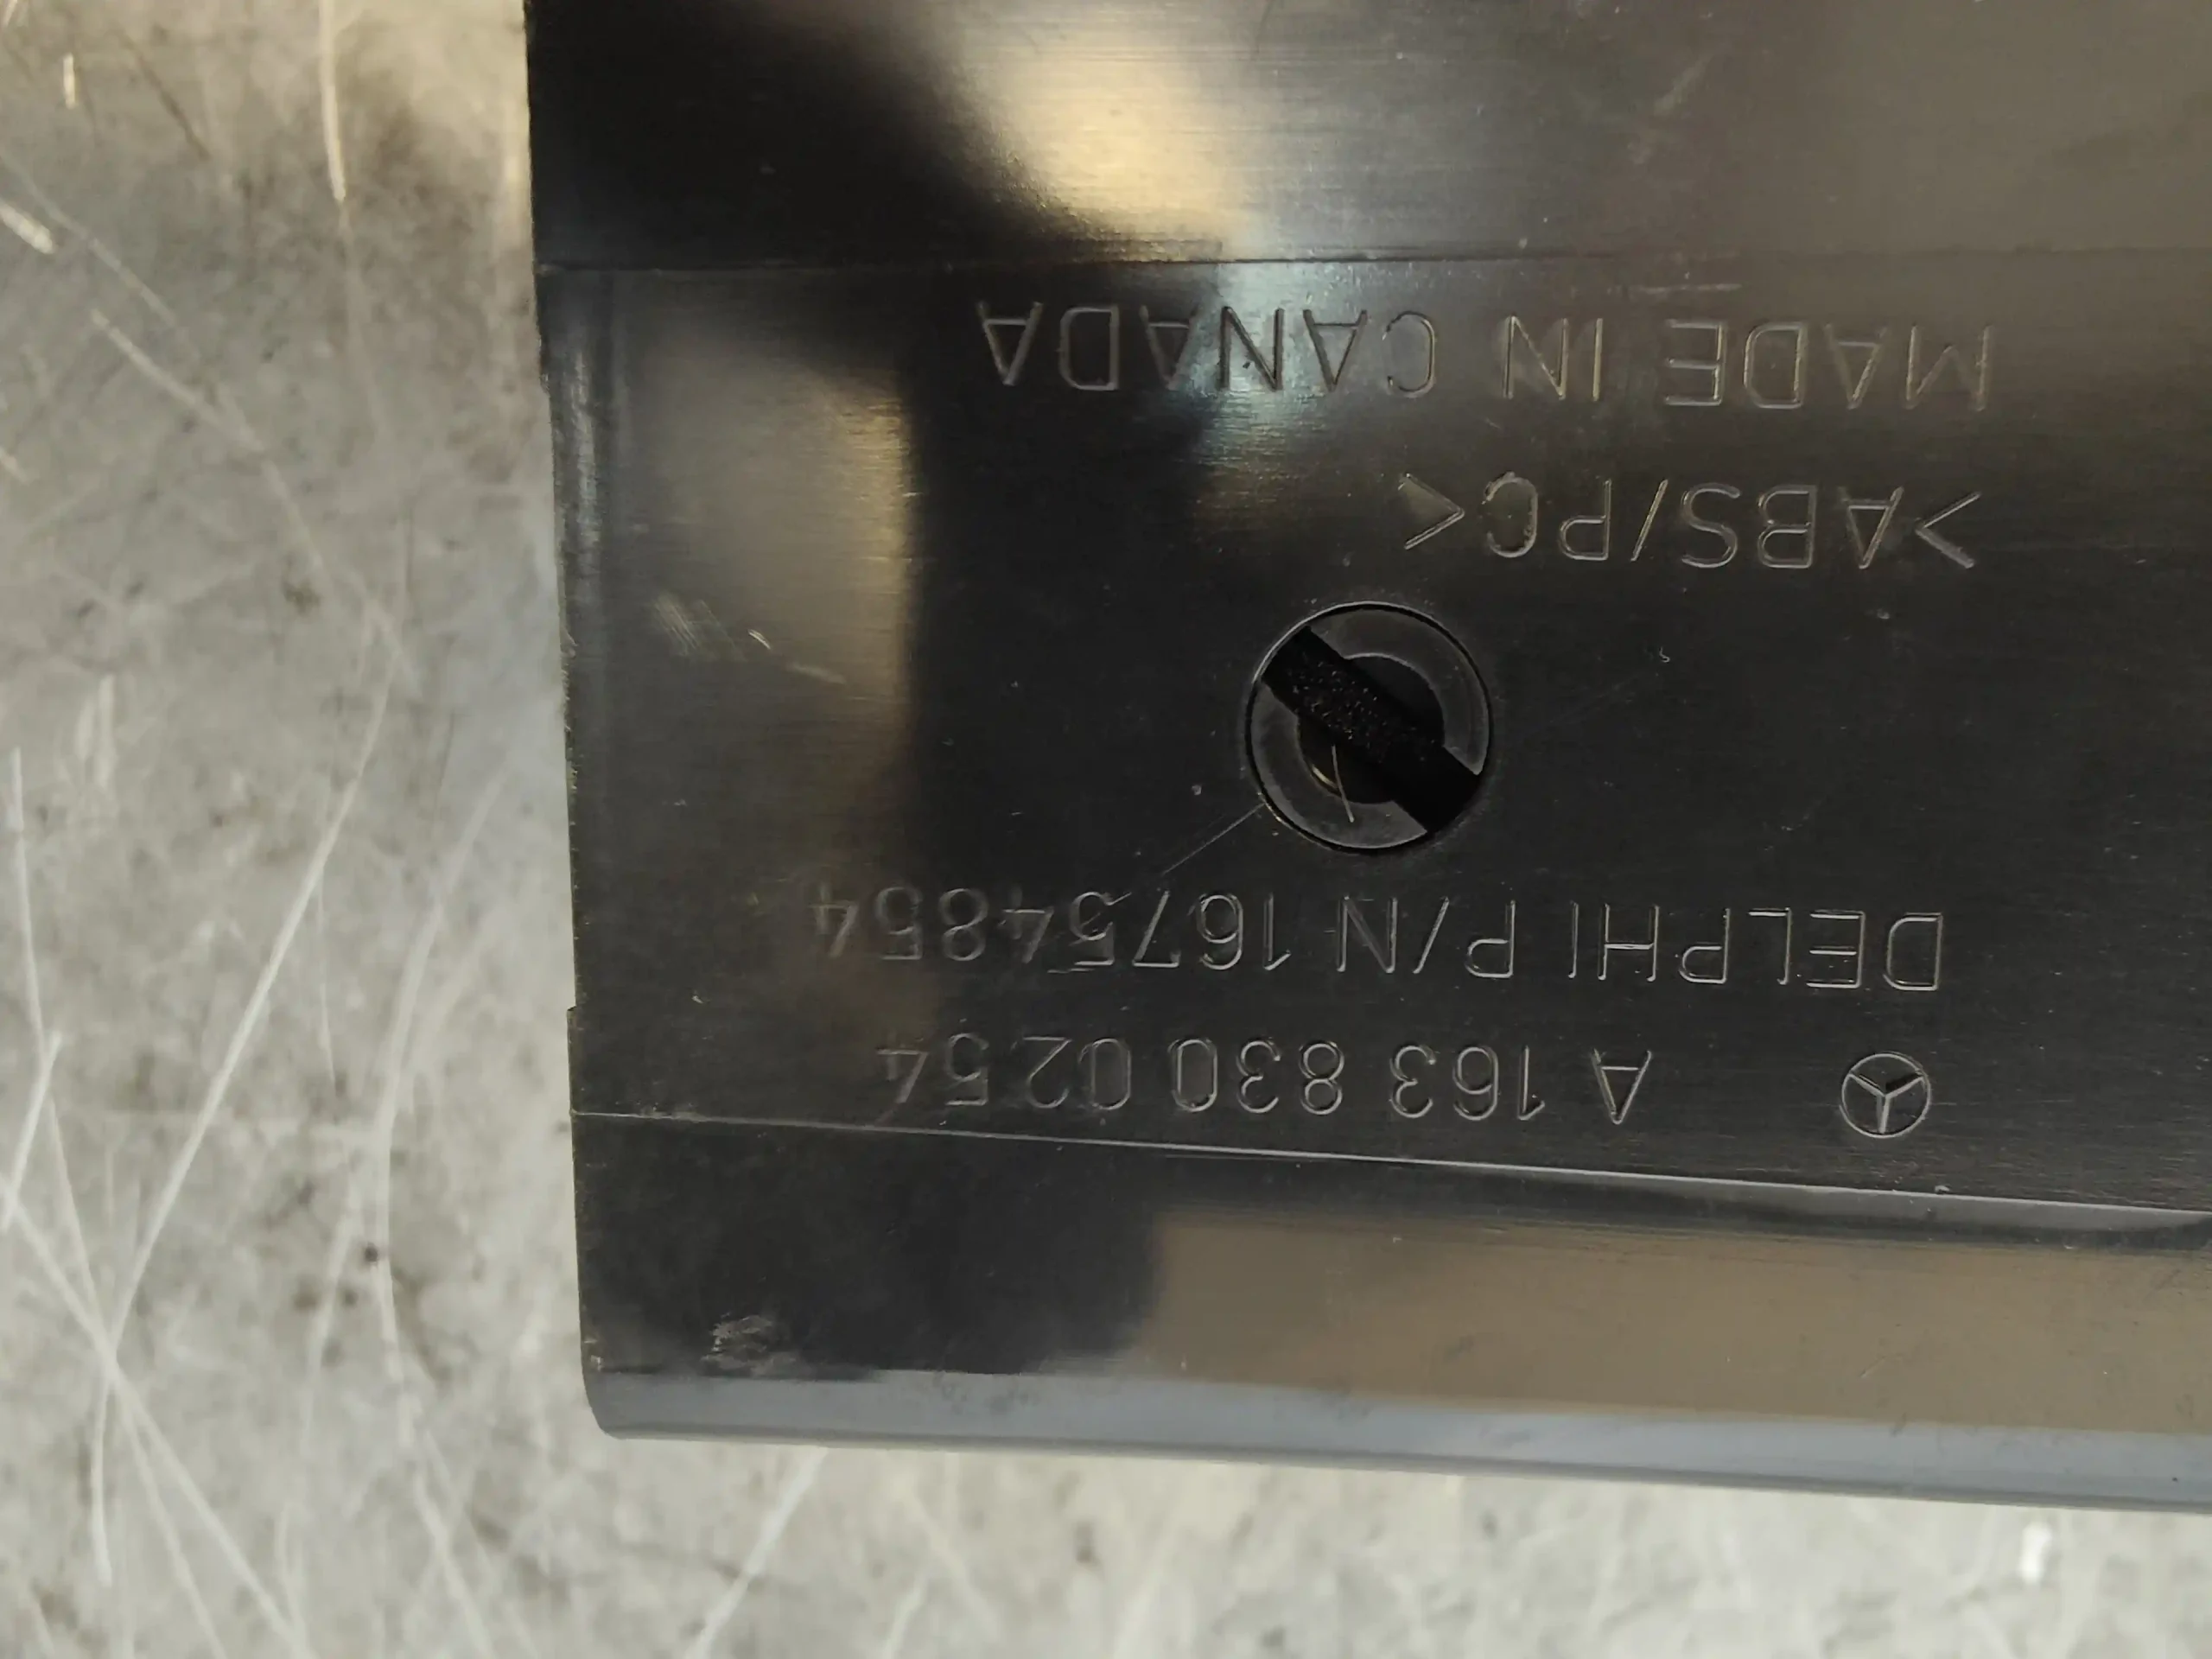 A 163 830 02 54
DELPHI P/N 16754854
>ABS/PC<
MADE IN CANADA